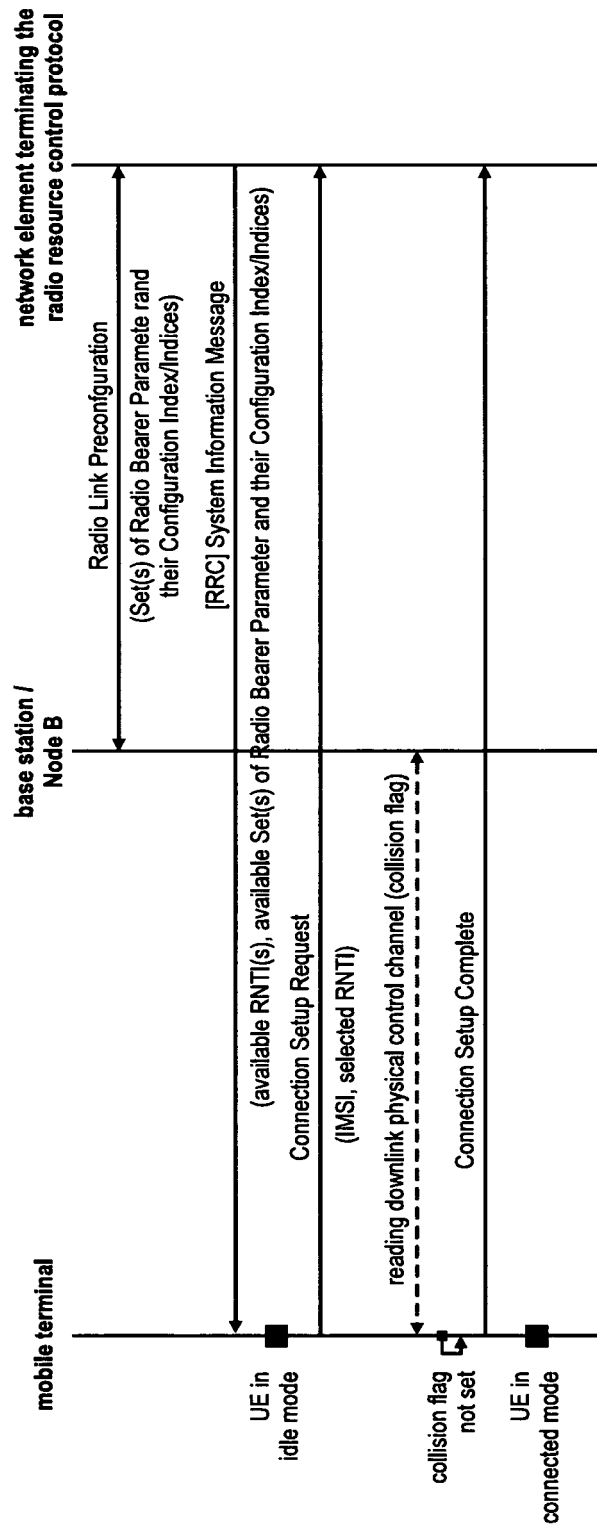 mobile terminal
base station /
Node B
network element terminating the
radio resource control protocol
Radio Link Preconfguration
(Set(s) of Radio Bearer Paramete rand
their Configuration Index/Indices)
[RRC] System Information Message
(available RNTI(s), available Set(s) of Radio Bearer Parameter and their Configuration Index/Indices)
UE in
idle mode
Connection Setup Request
(IMSI, selected RNTI)
reading downlink physical control channel (collision flag)
collision flag
not set
Connection Setup Complete
UE in
connected mode